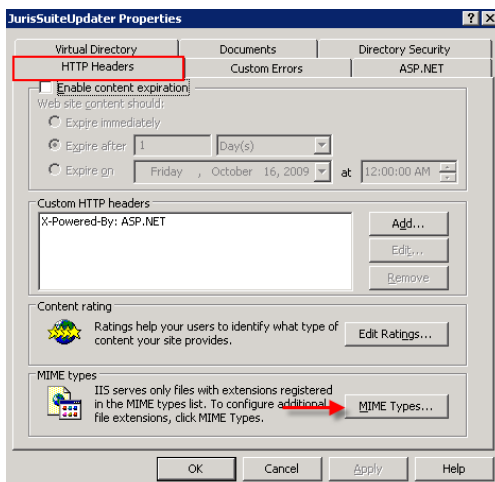 JurisSuiteUpdater Properties
Virtual Directory Documents Directory Security
HTTP Headers Custom Errors ASP.NET
Enable content expiration
Web site content should:
Expire immediately
Expire after 1 Day(s)
Expire on Friday , October 16, 2009 at 12:00:00 AM
Custom HTTP headers
X-Powered-By: ASP.NET
Add...
Edit...
Remove
Content rating
Ratings help your users to identify what type of
content your site provides.
Edit Ratings...
MIME types
IIS serves only files with extensions registered
in the MIME types list. To configure additional
file extensions, click MIME Types.
MIME Types...
OK Cancel Apply Help